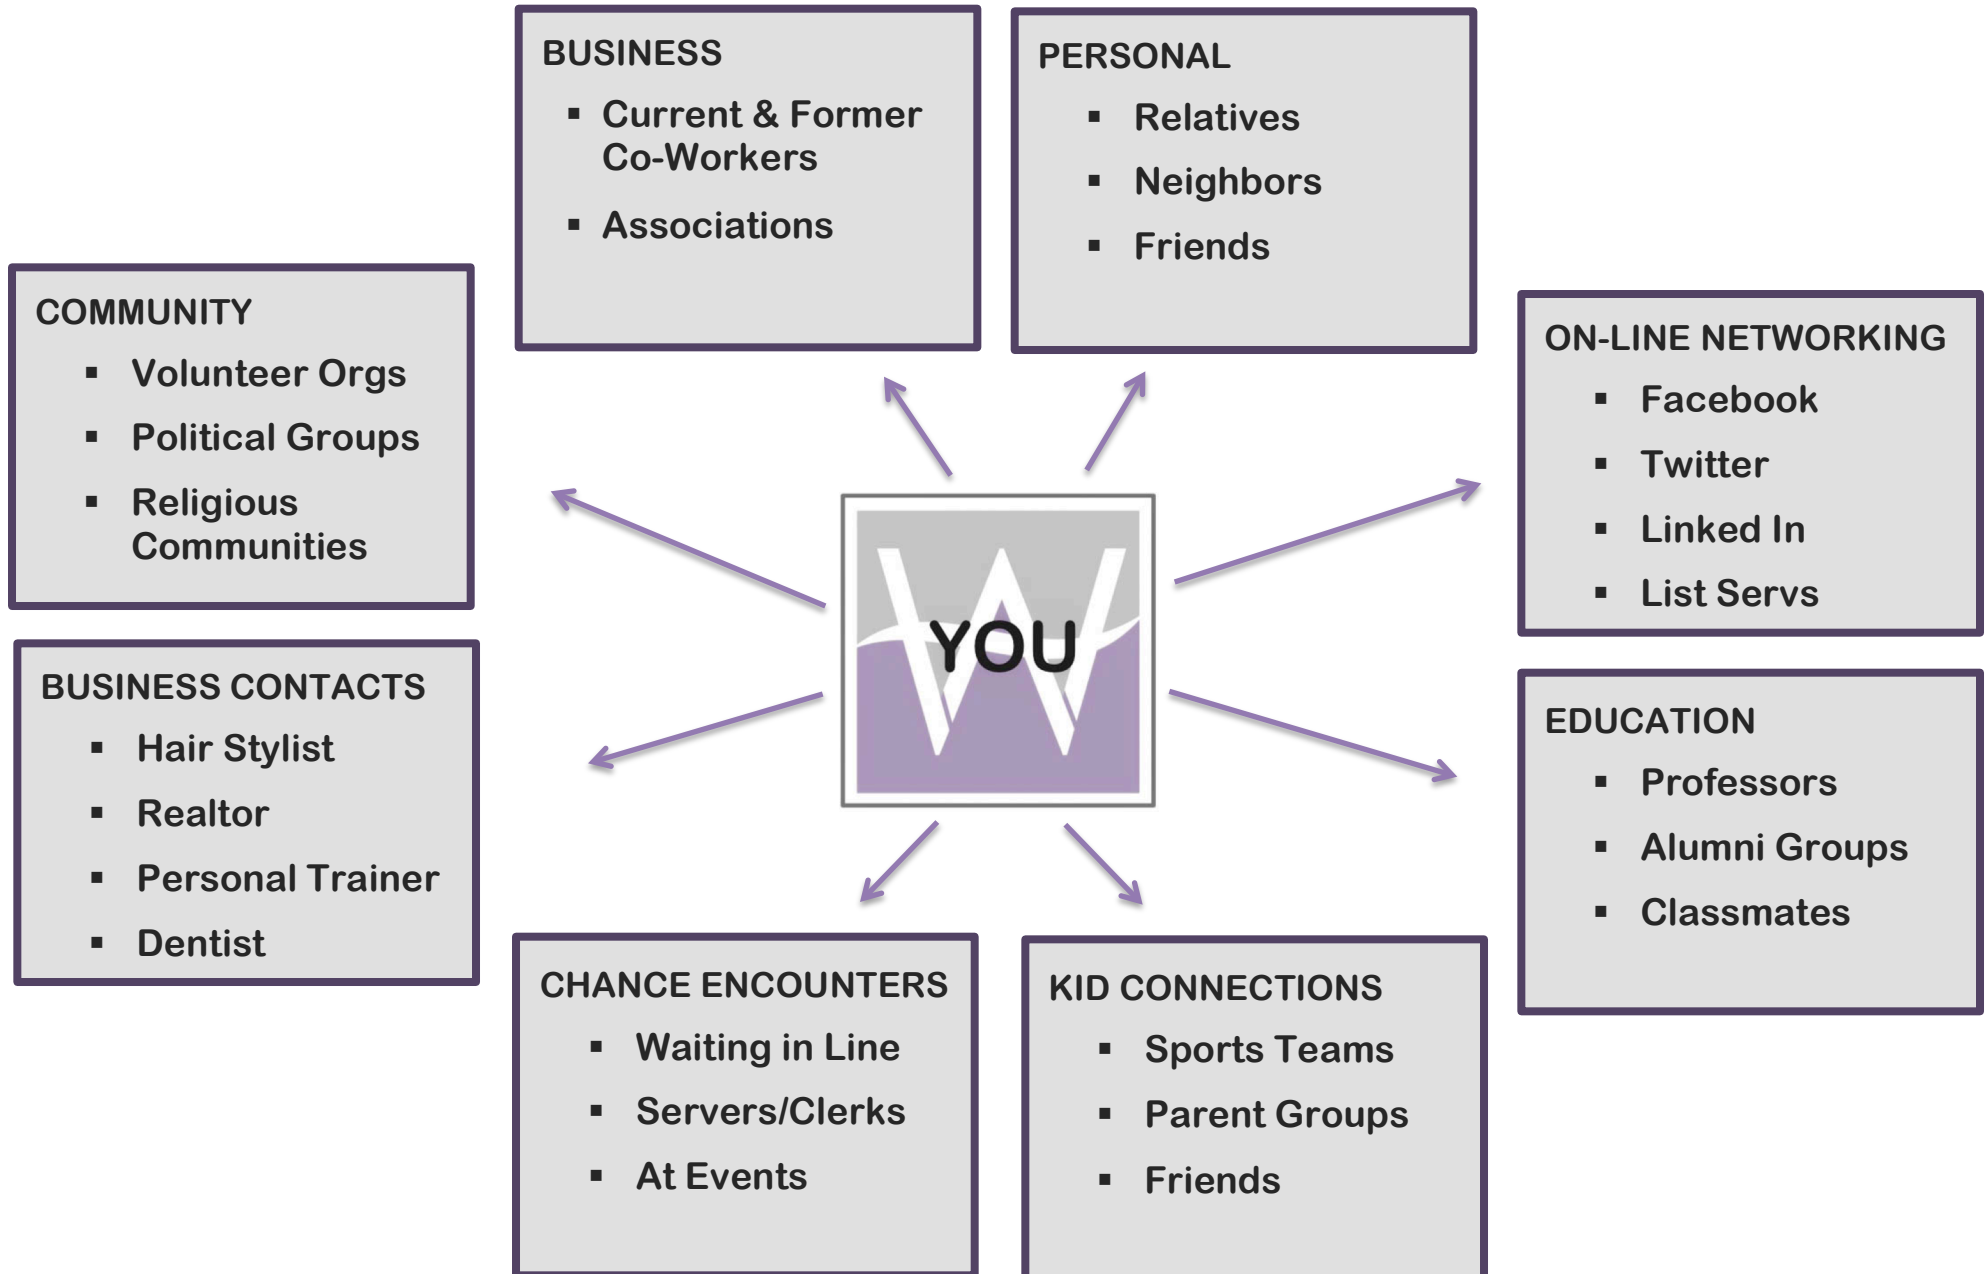 BUSINESS
▪ Current & Former
Co-Workers
▪ Associations
PERSONAL
▪ Relatives
▪ Neighbors
▪ Friends
COMMUNITY
▪ Volunteer Orgs
▪ Political Groups
▪ Religious
Communities
ON-LINE NETWORKING
▪ Facebook
▪ Twitter
▪ Linked In
▪ List Servs
W
YOU
BUSINESS CONTACTS
▪ Hair Stylist
▪ Realtor
▪ Personal Trainer
▪ Dentist
EDUCATION
▪ Professors
▪ Alumni Groups
▪ Classmates
CHANCE ENCOUNTERS
▪ Waiting in Line
▪ Servers/Clerks
▪ At Events
KID CONNECTIONS
▪ Sports Teams
▪ Parent Groups
▪ Friends